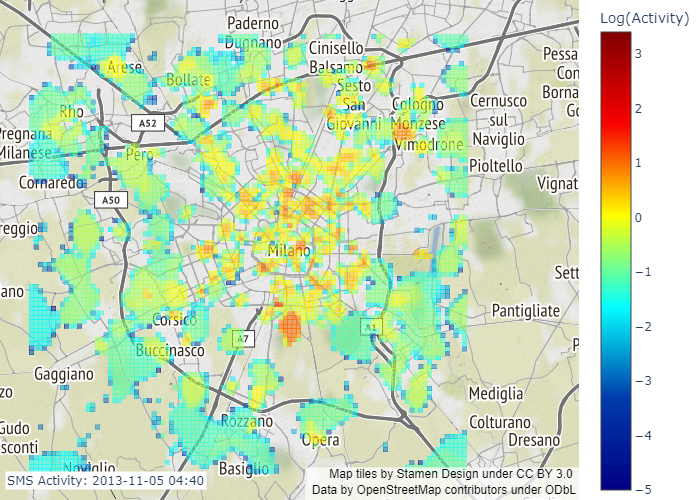 Log(Activity)
3
2
1
0
−1
−2
−3
−4
−5
Paderno
Dugnano
Cinisello
Balsamo
Sesto
San
Giovanni
Cologno
Monzese
Vimodrone
Cernusco
sul
Naviglio
Pioltello
Pessa
Con
Borna
Go
Vignat
Arese
Bollate
Rho
A52
Pregnana
Milanese
Pero
Cornaredo
A50
reggio
Milano
ano
Sett
Pantigliate
P
Corsico
A7
A1
Buccinasco
Gaggiano
zo
Gudo
sconti
Rozzano
Opera
Mediglia
Colturano
Dresano
Noviglio
Basiglio
SMS Activity: 2013-11-05 04:40
Map tiles by Stamen Design under CC BY 3.0
Data by OpenStreetMap contributors under ODbL